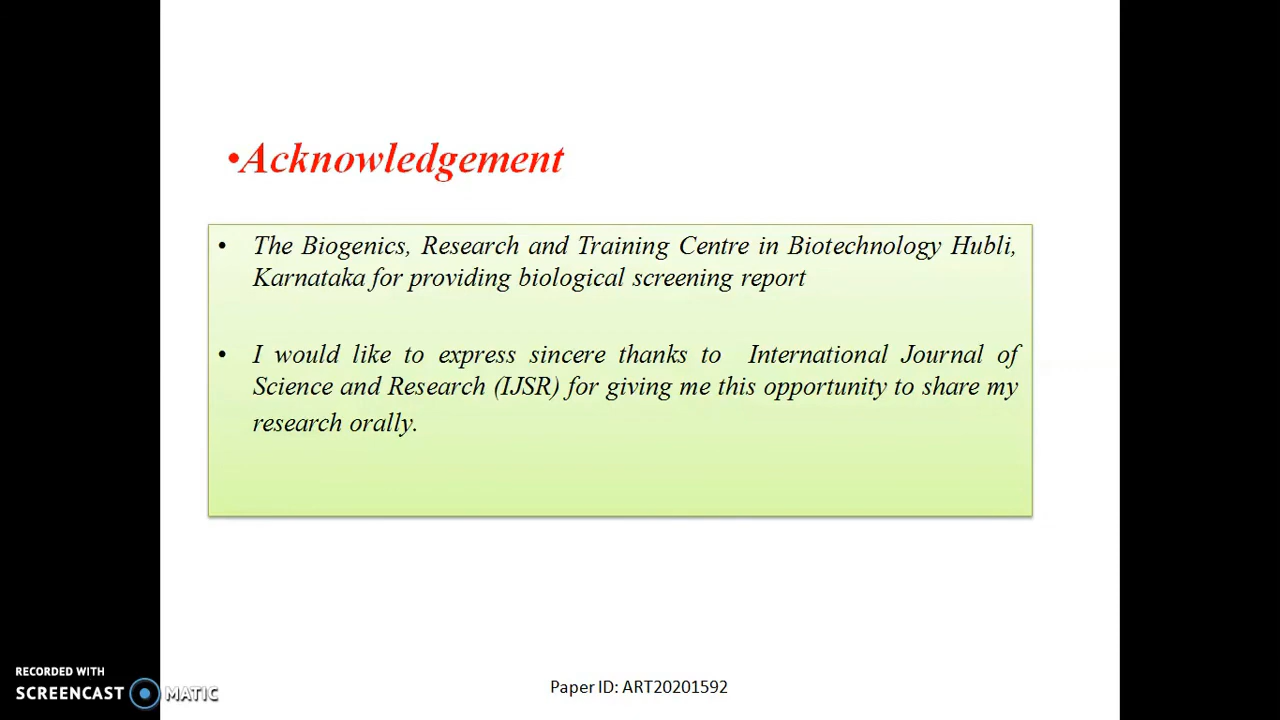 •Acknowledgement
• The Biogenics, Research and Training Centre in Biotechnology Hubli,
Karnataka for providing biological screening report
• I would like to express sincere thanks to International Journal of
Science and Research (IJSR) for giving me this opportunity to share my
research orally.
RECORDED WITH
SCREENCAST MATIC
Paper ID: ART20201592